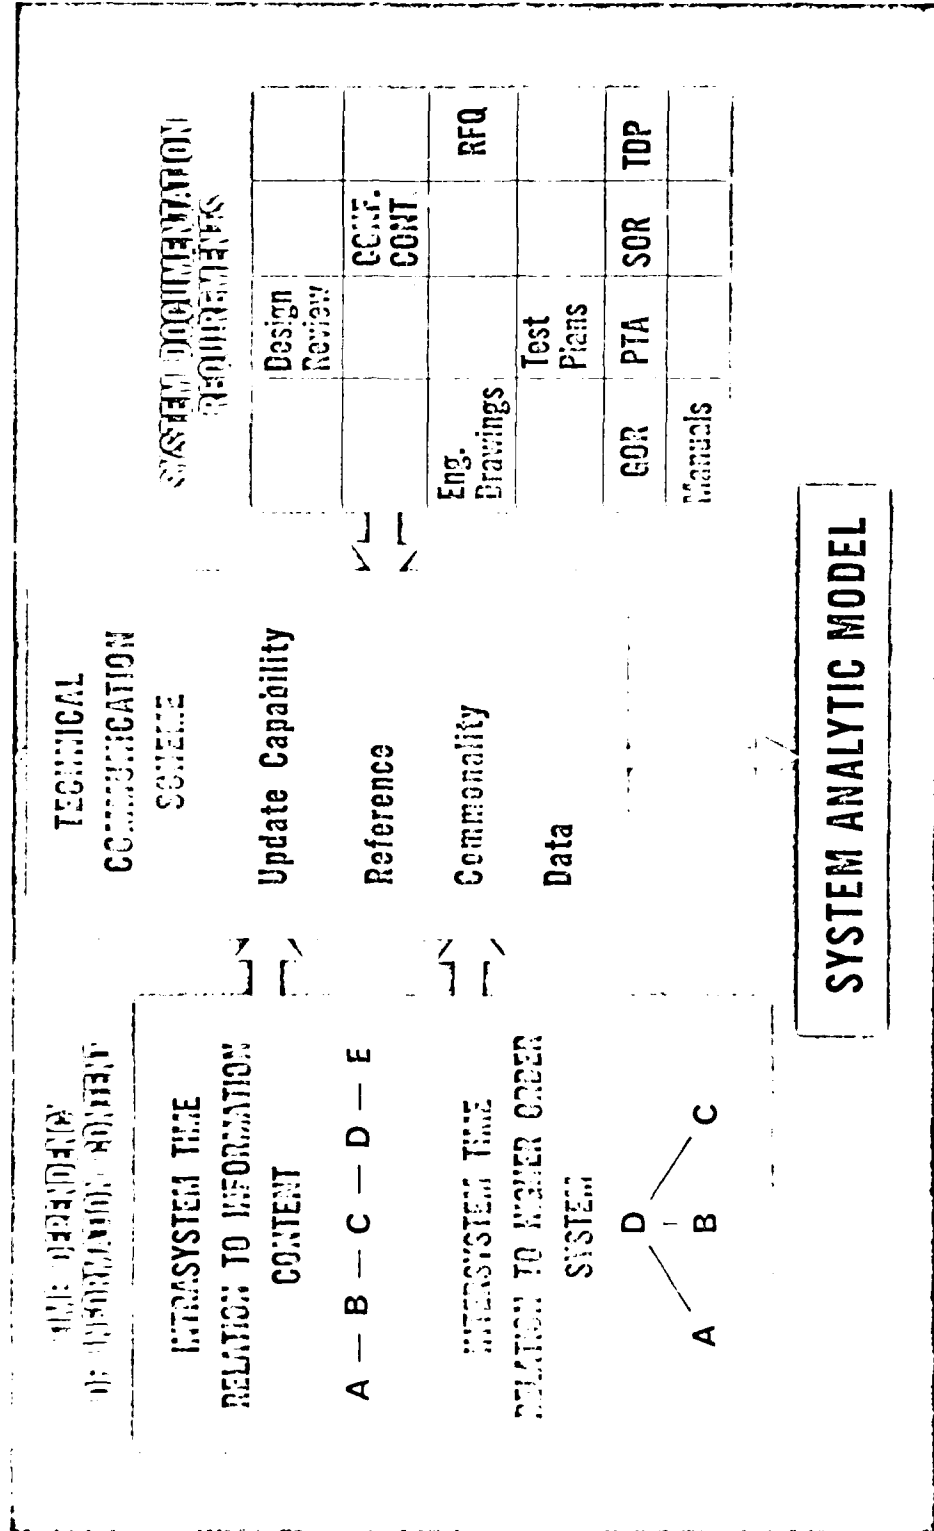 TIME DEPENDENCY
OF INFORMATION CONTENT
INTRASYSTEM TIME
RELATION TO INFORMATION
CONTENT
A — B — C — D — E
INTERSYSTEM TIME
RELATION TO HIGHER ORDER
SYSTEM
D
A B C
TECHNICAL
COMMUNICATION
SCHEME
Update Capability
Reference
Commonality
Data
SYSTEM DOCUMENTATION
REQUIREMENTS
Design
Review
CONF.
CONT
Eng.
Drawings
RFQ
Test
Plans
GOR PTA SOR TDP
Manuals
SYSTEM ANALYTIC MODEL